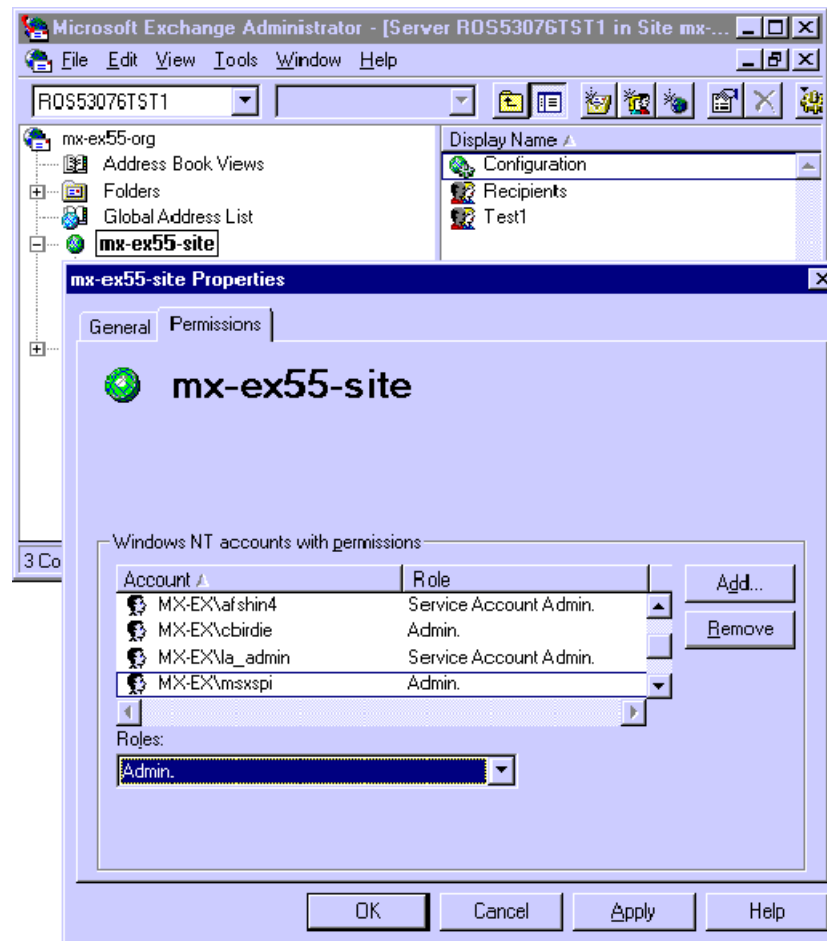 Microsoft Exchange Administrator - [Server ROS53076TST1 in Site mx-...
File Edit View Tools Window Help
ROS53076TST1
mx-ex55-org
Address Book Views
Folders
Global Address List
mx-ex55-site
Display Name
Configuration
Recipients
Test1
3 Co
mx-ex55-site Properties
General Permissions
mx-ex55-site
Windows NT accounts with permissions
Account Role
MX-EX\afshin4 Service Account Admin.
MX-EX\cbirdie Admin.
MX-EX\la_admin Service Account Admin.
MX-EX\msxspi Admin.
Add...
Remove
Roles:
Admin.
OK Cancel Apply Help